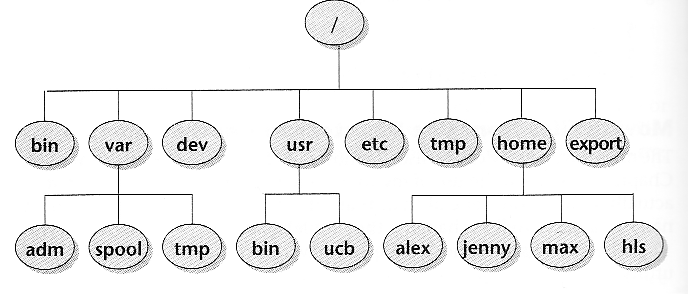 /
bin var dev usr etc tmp home export
adm spool tmp bin ucb alex jenny max hls